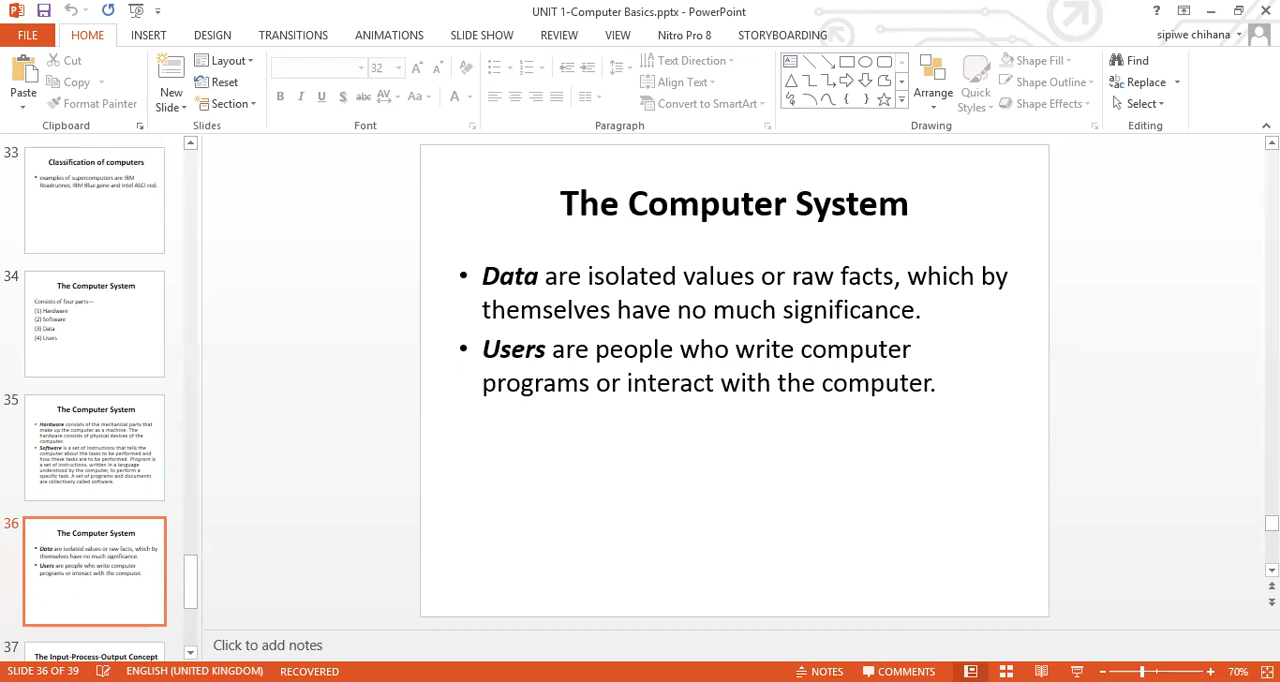 UNIT 1-Computer Basics.pptx - PowerPoint
?
FILE HOME INSERT DESIGN TRANSITIONS ANIMATIONS SLIDE SHOW REVIEW VIEW Nitro Pro 8 STORYBOARDING sipiwe chihana
Paste
Cut
Copy
Format Painter
Clipboard
New
Slide
Layout
Reset
Section
Slides
32
B I U S abc AV Aa A
Font
Text Direction
Align Text
Convert to SmartArt
Paragraph
Arrange
Quick
Styles
Shape Fill
Shape Outline
Shape Effects
Drawing
Find
Replace
Select
Editing
33
Classification of computers
• examples of supercomputers are IBM
Roadrunner, IBM Blue gene and Intel ASCI red.
34
The Computer System
Consists of four parts—
(1) Hardware
(2) Software
(3) Data
(4) Users
35
The Computer System
• Hardware consists of the mechanical parts that
make up the computer as a machine. The
hardware consists of physical devices of the
computer.
• Software is a set of instructions that tells the
computer about the tasks to be performed and
how these tasks are to be performed. Program is
a set of instructions, written in a language
understood by the computer, to perform a
specific task. A set of programs and documents
are collectively called software.
36
The Computer System
• Data are isolated values or raw facts, which by
themselves have no much significance.
• Users are people who write computer
programs or interact with the computer.
37
The Input-Process-Output Concept
The Computer System
• Data are isolated values or raw facts, which by
themselves have no much significance.
• Users are people who write computer
programs or interact with the computer.
Click to add notes
SLIDE 36 OF 39 ENGLISH (UNITED KINGDOM) RECOVERED NOTES COMMENTS 70%